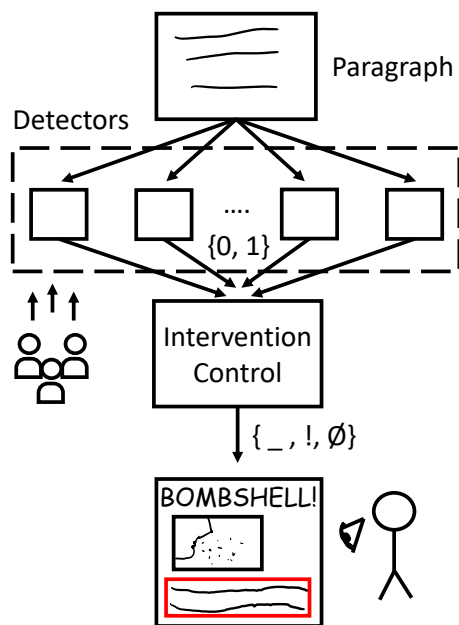 Paragraph
Detectors
....
{0, 1}
Intervention
Control
{ _ , !, Ø}
BOMBSHELL!